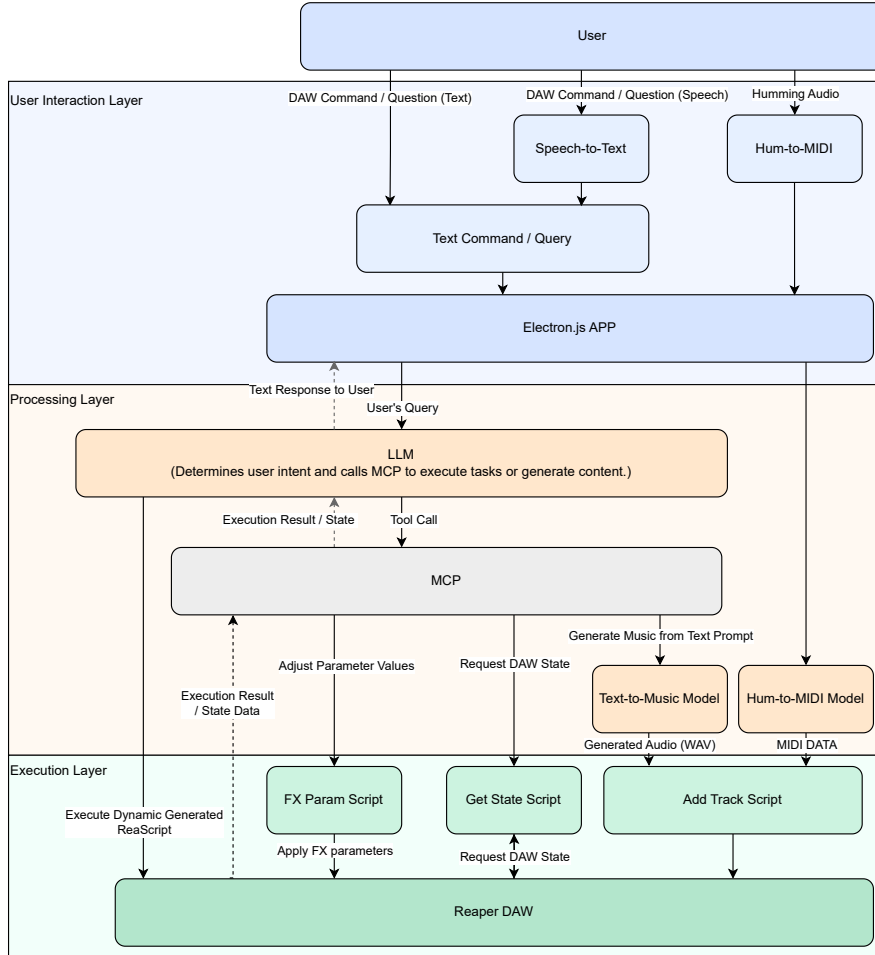 User
User Interaction Layer
DAW Command / Question (Text)
DAW Command / Question (Speech)
Humming Audio
Speech-to-Text
Hum-to-MIDI
Text Command / Query
Electron.js APP
Text Response to User
Processing Layer
User's Query
LLM
(Determines user intent and calls MCP to execute tasks or generate content.)
Execution Result / State
Tool Call
MCP
Generate Music from Text Prompt
Adjust Parameter Values
Request DAW State
Execution Result
/ State Data
Text-to-Music Model
Hum-to-MIDI Model
Generated Audio (WAV)
MIDI DATA
Execution Layer
FX Param Script
Get State Script
Add Track Script
Execute Dynamic Generated
ReaScript
Apply FX parameters
Request DAW State
Reaper DAW